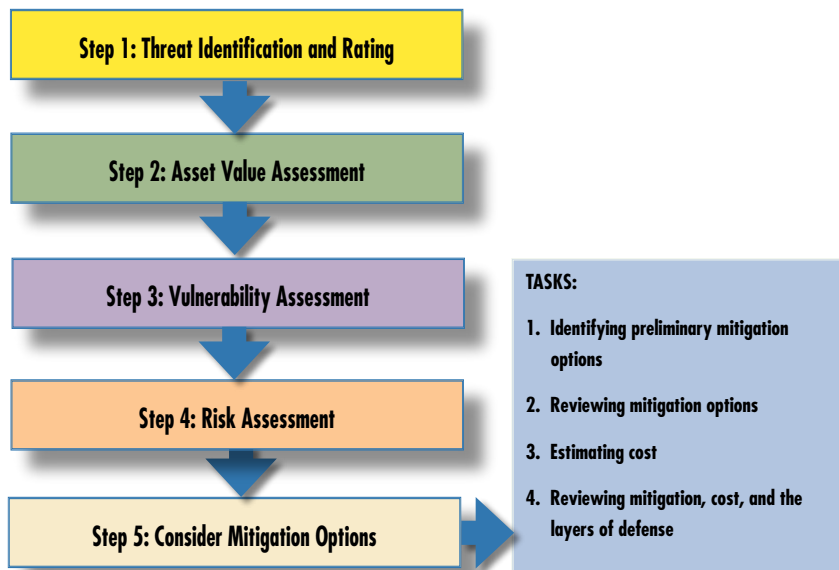 Step 1: Threat Identification and Rating
Step 2: Asset Value Assessment
Step 3: Vulnerability Assessment
Step 4: Risk Assessment
Step 5: Consider Mitigation Options
TASKS:
1. Identifying preliminary mitigation
options
2. Reviewing mitigation options
3. Estimating cost
4. Reviewing mitigation, cost, and the
layers of defense